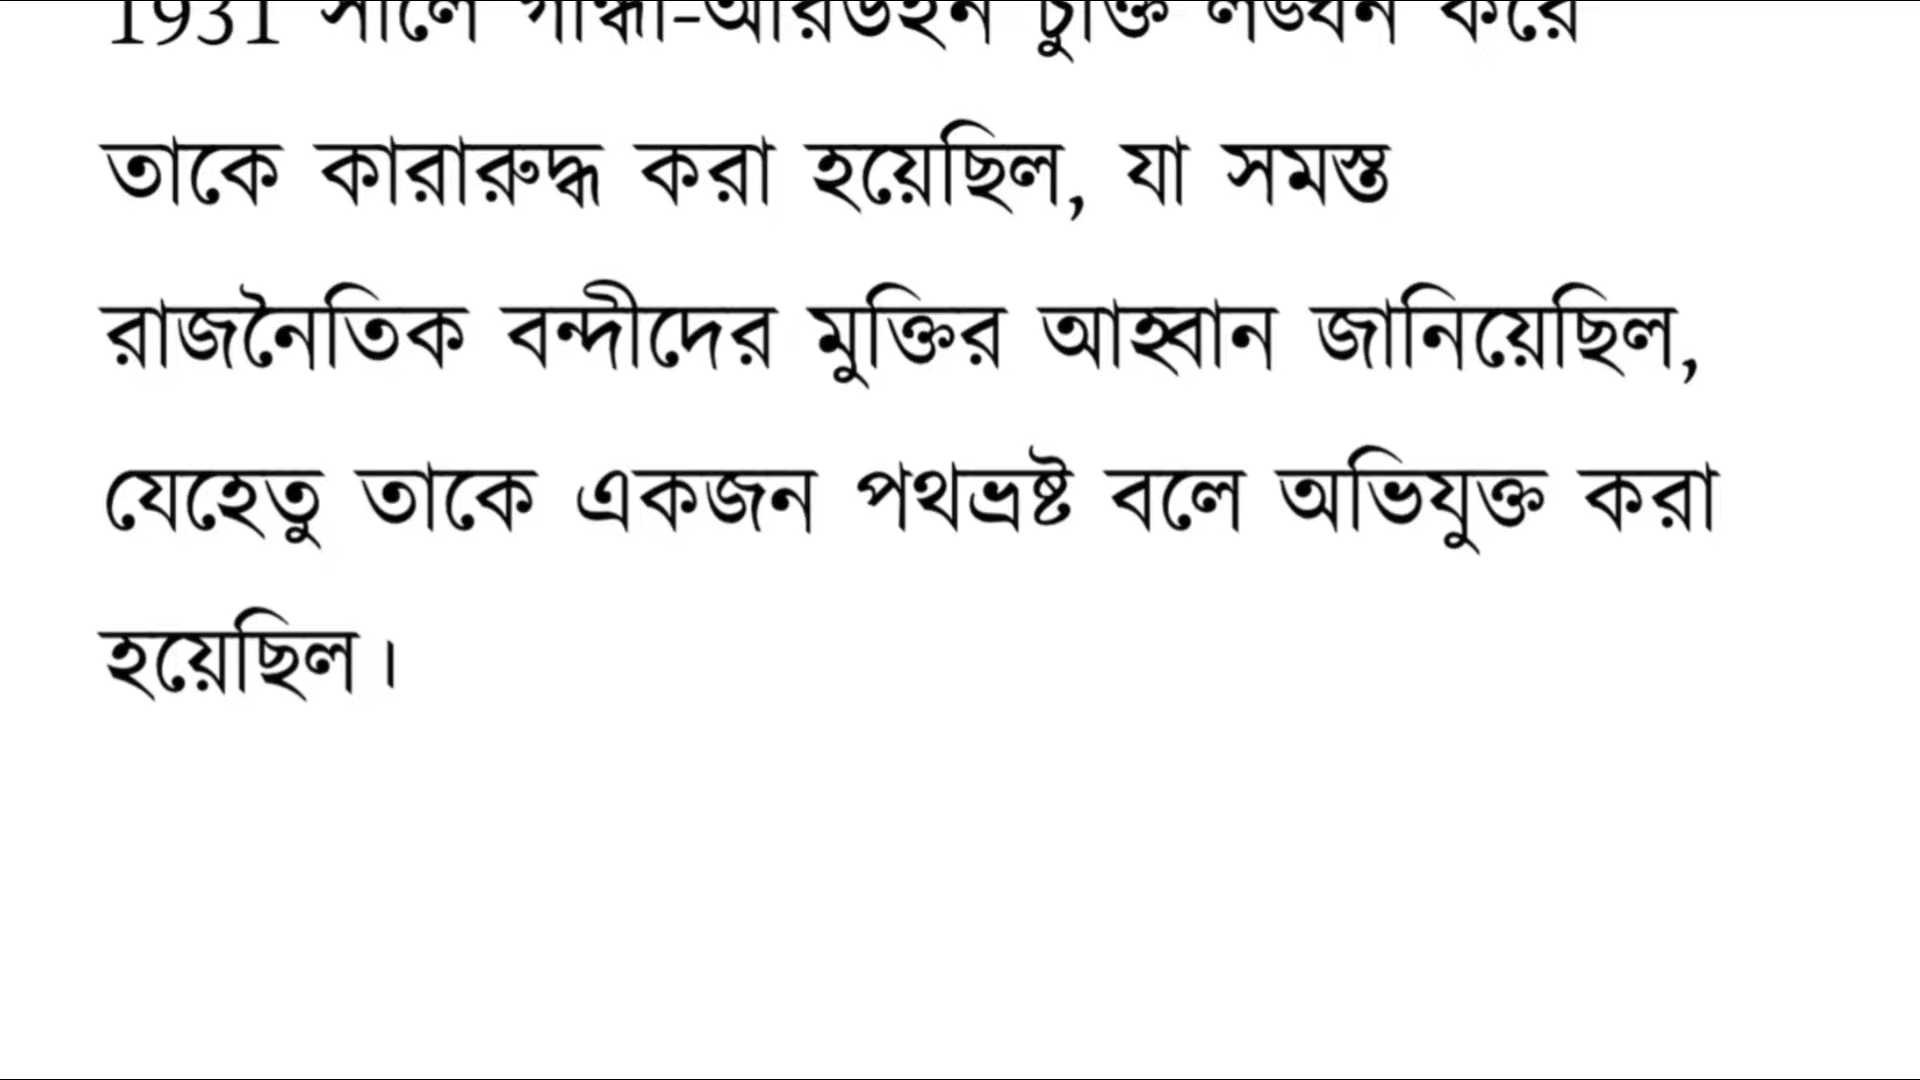 1931 সালে গান্ধী-আরউইন চুক্তি লঙ্ঘন করে
তাকে কারারুদ্ধ করা হয়েছিল, যা সমস্ত
রাজনৈতিক বন্দীদের মুক্তির আহ্বান জানিয়েছিল,
যেহেতু তাকে একজন পথভ্রষ্ট বলে অভিযুক্ত করা
হয়েছিল।